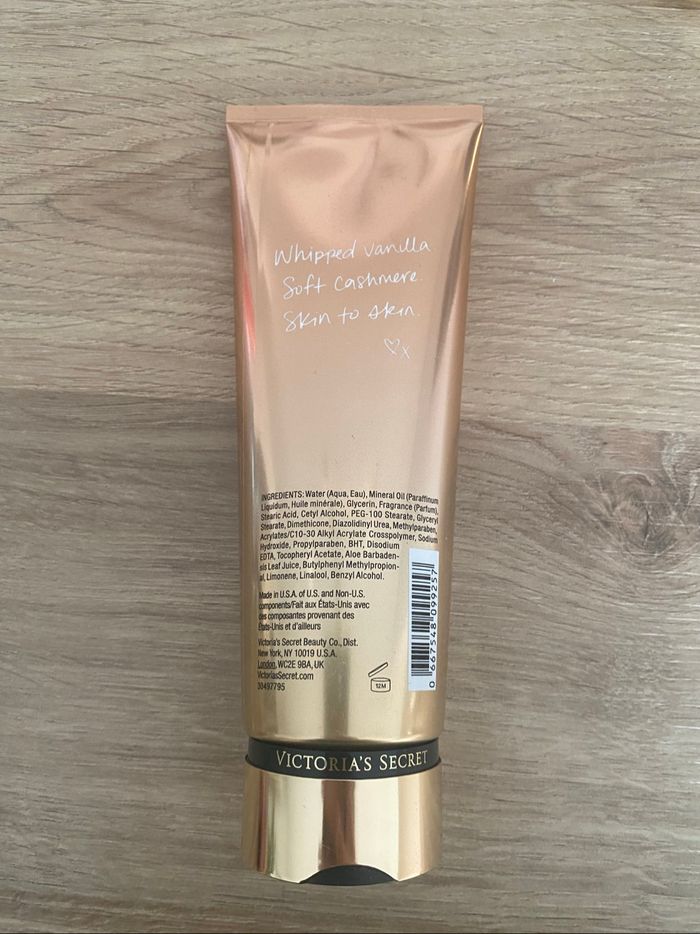 Whipped vanilla
Soft cashmere.
Skin to skin.
INGREDIENTS: Water (Aqua, Eau), Mineral Oil (Paraffinum
Liquidum, Huile minérale), Glycerin, Fragrance (Parfum),
Stearic Acid, Cetyl Alcohol, PEG-100 Stearate, Glyceryl
Stearate, Dimethicone, Diazolidinyl Urea, Methylparaben,
Acrylates/C10-30 Alkyl Acrylate Crosspolymer, Sodium
Hydroxide, Propylparaben, BHT, Disodium
EDTA, Tocopheryl Acetate, Aloe Barbaden-
sis Leaf Juice, Butylphenyl Methylpropion-
al, Limonene, Linalool, Benzyl Alcohol.
Made in U.S.A. of U.S. and Non-U.S.
components/Fait aux États-Unis avec
des composantes provenant des
États-Unis et d'ailleurs
Victoria's Secret Beauty Co., Dist.
New York, NY 10019 U.S.A.
London, WC2E 9BA, UK
VictoriasSecret.com
30497795
12M
0 667548 099257
VICTORIA'S SECRET